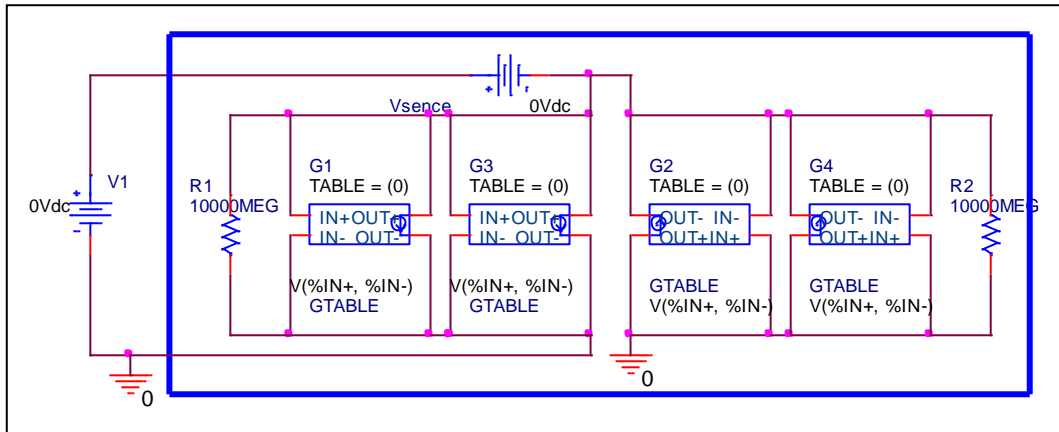 Vsence
0Vdc
V1
0Vdc
R1
10000MEG
G1
TABLE = (0)
IN+OUT+
IN- OUT-
V(%IN+, %IN-)
GTABLE
G3
TABLE = (0)
IN+OUT+
IN- OUT-
V(%IN+, %IN-)
GTABLE
G2
TABLE = (0)
OUT- IN-
OUT+IN+
GTABLE
V(%IN+, %IN-)
G4
TABLE = (0)
OUT- IN-
OUT+IN+
GTABLE
V(%IN+, %IN-)
R2
10000MEG
0
0